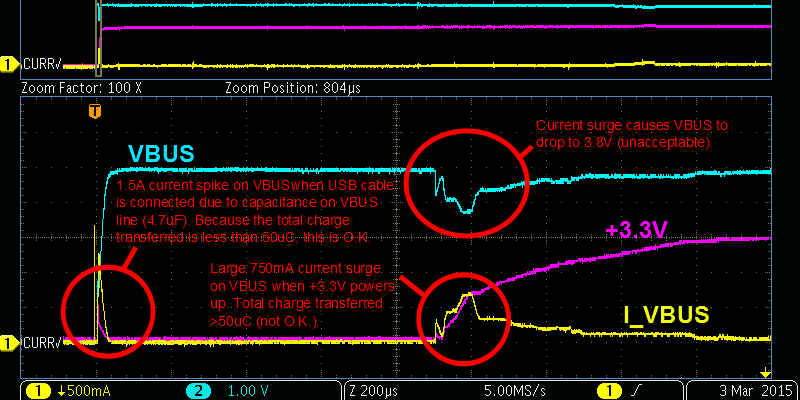 1
CURR
Zoom Factor: 100 X
Zoom Position: 804µs
T
VBUS
Current surge causes VBUS to
drop to 3.8V (unacceptable).
1.5A current spike on VBUS when USB cable
is connected due to capacitance on VBUS
line (4.7uF). Because the total charge
transferred is less than 50uC, this is O.K.
+3.3V
Large 750mA current surge
on VBUS when +3.3V powers
up. Total charge transferred
>50uC (not O.K.).
I_VBUS
1
CURR
1 500mA
2 1.00 V
Z 200µs
5.00MS/s
1
3 Mar 2015